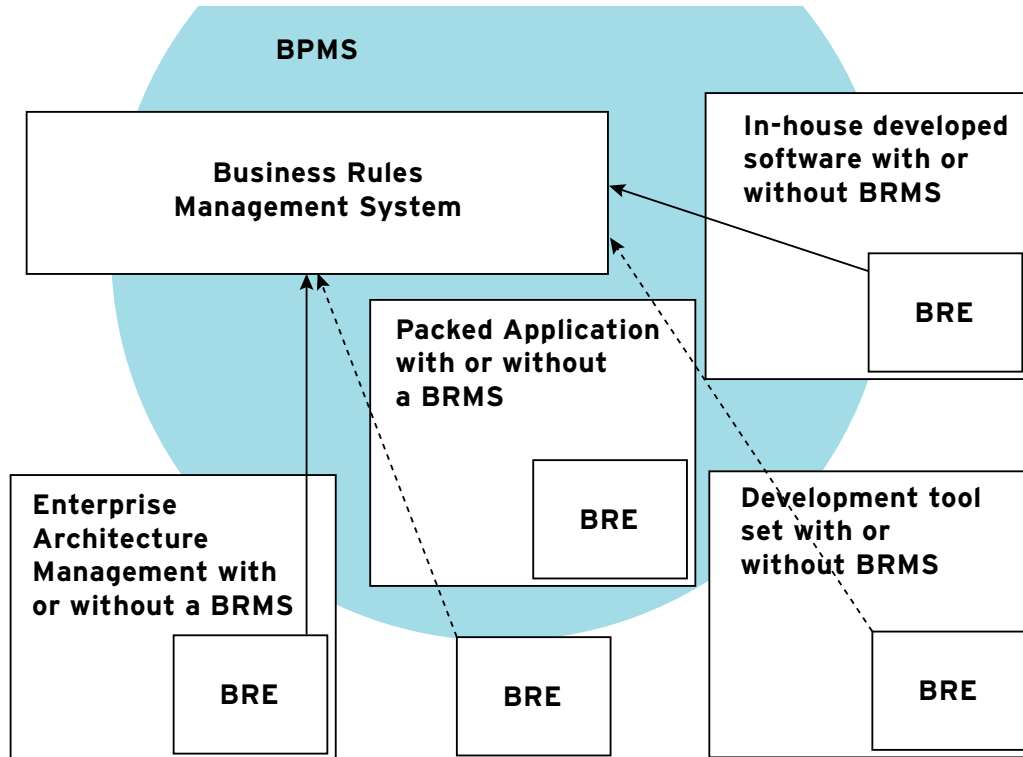 BPMS
Business Rules
Management System
In-house developed
software with or
without BRMS
BRE
Packed Application
with or without
a BRMS
BRE
Enterprise
Architecture
Management with
or without a BRMS
BRE
BRE
Development tool
set with or
without BRMS
BRE